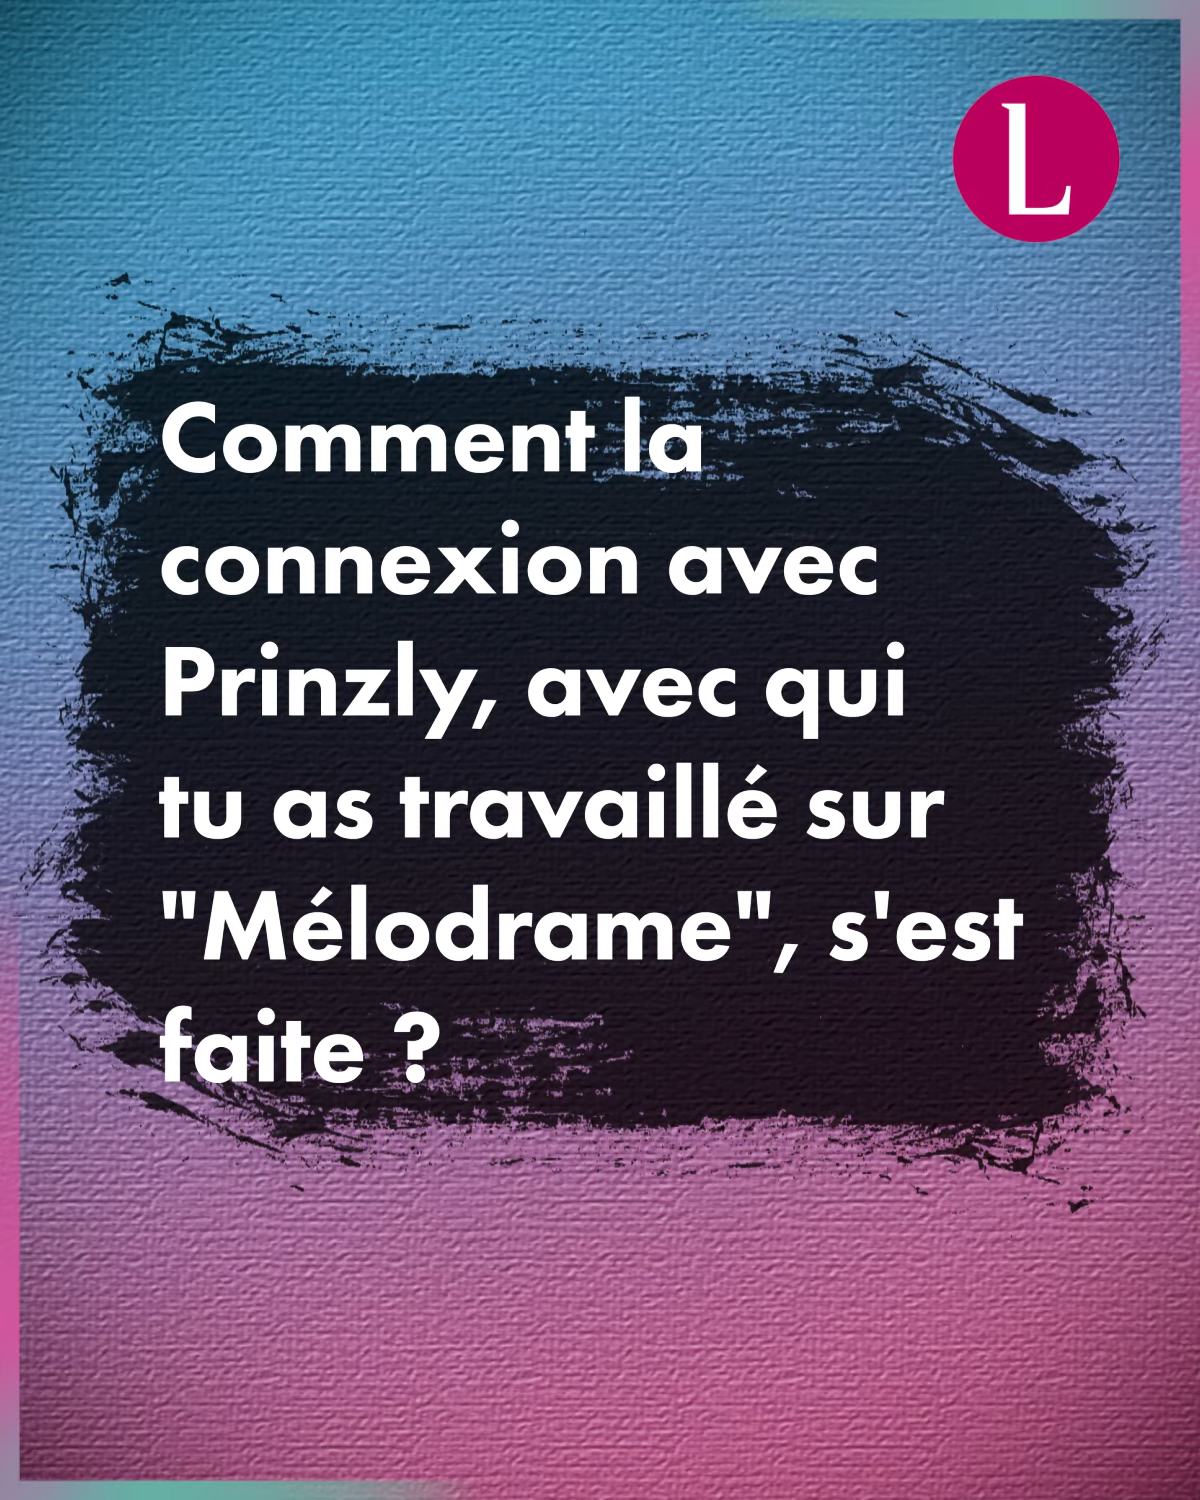 L
Comment la
connexion avec
Prinzly, avec qui
tu as travaillé sur
"Mélodrame", s'est
faite ?